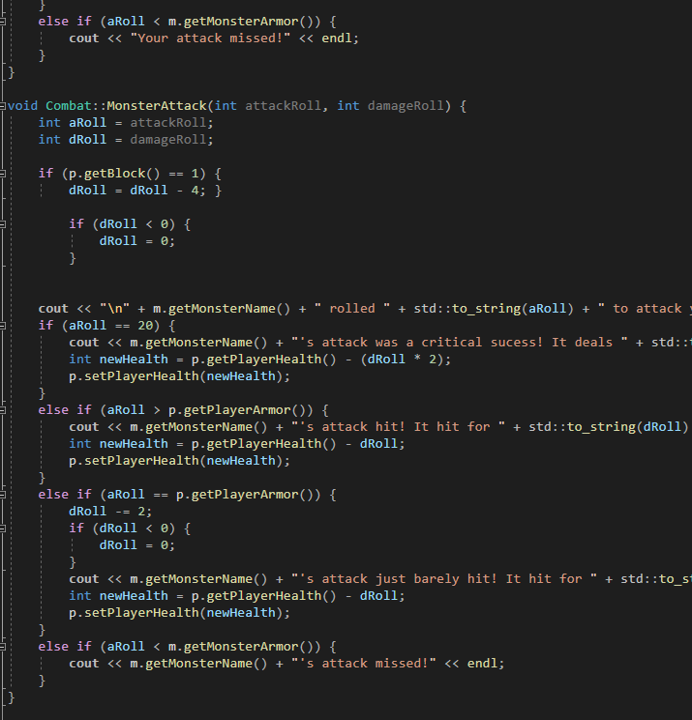 }
else if (aRoll < m.getMonsterArmor()) {
cout << "Your attack missed!" << endl;
}
}
void Combat::MonsterAttack(int attackRoll, int damageRoll) {
int aRoll = attackRoll;
int dRoll = damageRoll;
if (p.getBlock() == 1) {
dRoll = dRoll - 4; }
if (dRoll < 0) {
dRoll = 0;
}
cout << "\n" + m.getMonsterName() + " rolled " + std::to_string(aRoll) + " to attack
if (aRoll == 20) {
cout << m.getMonsterName() + "'s attack was a critical sucess! It deals " + std::
int newHealth = p.getPlayerHealth() - (dRoll * 2);
p.setPlayerHealth(newHealth);
}
else if (aRoll > p.getPlayerArmor()) {
cout << m.getMonsterName() + "'s attack hit! It hit for " + std::to_string(dRoll)
int newHealth = p.getPlayerHealth() - dRoll;
p.setPlayerHealth(newHealth);
}
else if (aRoll == p.getPlayerArmor()) {
dRoll -= 2;
if (dRoll < 0) {
dRoll = 0;
}
cout << m.getMonsterName() + "'s attack just barely hit! It hit for " + std::to_s
int newHealth = p.getPlayerHealth() - dRoll;
p.setPlayerHealth(newHealth);
}
else if (aRoll < m.getMonsterArmor()) {
cout << m.getMonsterName() + "'s attack missed!" << endl;
}
}